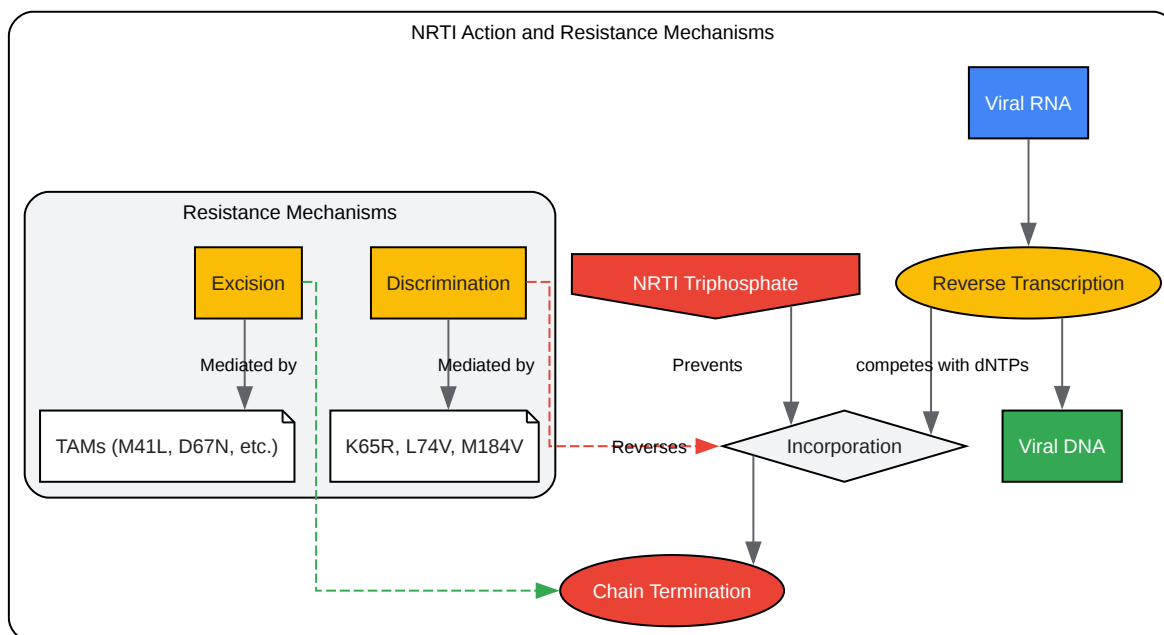 NRTI Action and Resistance Mechanisms
Viral RNA
Resistance Mechanisms
Excision
Discrimination
NRTI Triphosphate
Reverse Transcription
Mediated by
Mediated by
Prevents
competes with dNTPs
TAMs (M41L, D67N, etc.)
K65R, L74V, M184V
Reverses
Incorporation
Viral DNA
Chain Termination